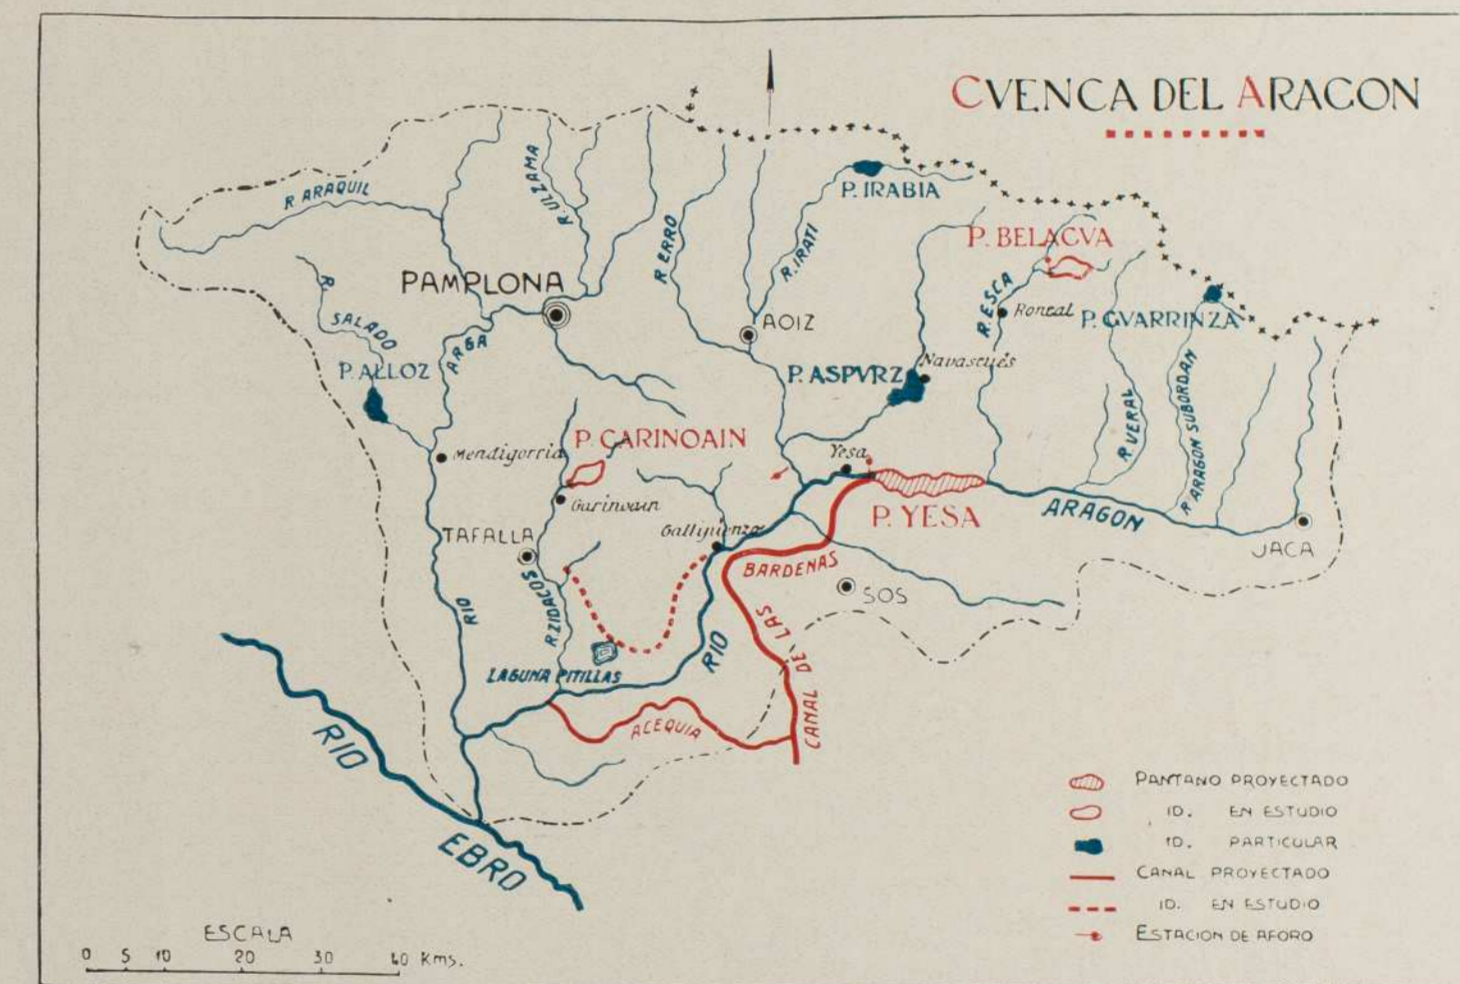 CVENCA DEL ARAGON
R. ARAQUIL
R. ULZAMA
P. IRABIA
R. ERRO
R. IRATI
P. BELAGVA
PAMPLONA
R. ESCA
Roncal
P. GVARRINZA
R. SALADO
AOIZ
ARGA
P. ALLOZ
P. ASPVRZ
Navascués
R. VERAL
R. ARAGON SUBORDAN
Mendigorria
P. GARINOAIN
Yesa
Garinoain
P. YESA
ARAGON
TAFALLA
Gallipienzo
JACA
BARDENAS
SOS
RIO
R. ZIDACOS
RIO
DE LAS
CANAL
LAGUNA PITILLAS
ACEQUIA
RIO
EBRO
PANTANO PROYECTADO
ID. EN ESTUDIO
ID. PARTICULAR
CANAL PROYECTADO
ID. EN ESTUDIO
ESTACION DE AFORO
ESCALA
0 5 10 20 30 40 Kms.